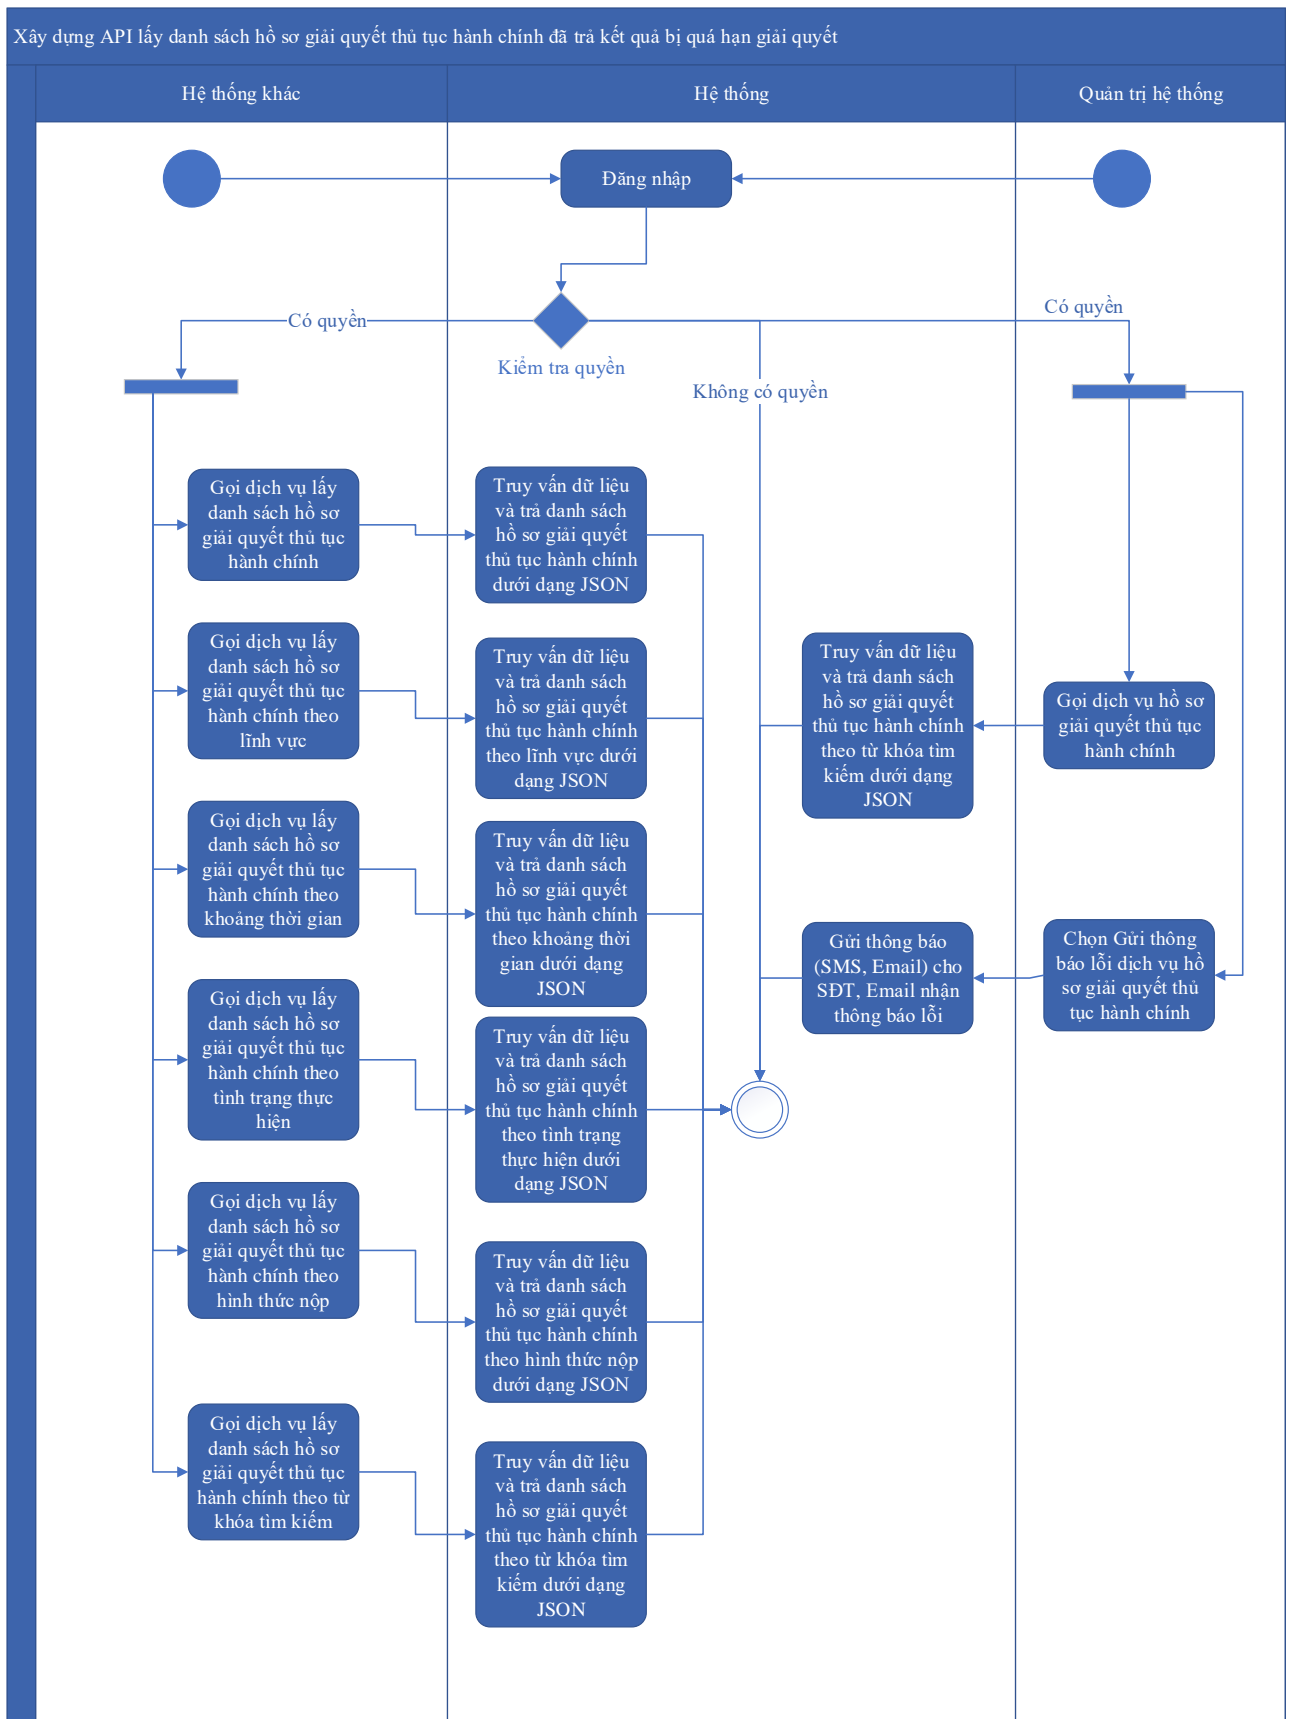 Xây dựng API lấy danh sách hồ sơ giải quyết thủ tục hành chính đã trả kết quả bị quá hạn giải quyết
Hệ thống khác
Hệ thống
Quản trị hệ thống
Đăng nhập
Có quyền
Kiểm tra quyền
Không có quyền
Có quyền
Gọi dịch vụ lấy
danh sách hồ sơ
giải quyết thủ tục
hành chính
Truy vấn dữ liệu
và trả danh sách
hồ sơ giải quyết
thủ tục hành chính
dưới dạng JSON
Gọi dịch vụ lấy
danh sách hồ sơ
giải quyết thủ tục
hành chính theo
lĩnh vực
Truy vấn dữ liệu
và trả danh sách
hồ sơ giải quyết
thủ tục hành chính
theo lĩnh vực dưới
dạng JSON
Truy vấn dữ liệu
và trả danh sách
hồ sơ giải quyết
thủ tục hành chính
theo từ khóa tìm
kiếm dưới dạng
JSON
Gọi dịch vụ hồ sơ
giải quyết thủ tục
hành chính
Gọi dịch vụ lấy
danh sách hồ sơ
giải quyết thủ tục
hành chính theo
khoảng thời gian
Truy vấn dữ liệu
và trả danh sách
hồ sơ giải quyết
thủ tục hành chính
theo khoảng thời
gian dưới dạng
JSON
Gửi thông báo
(SMS, Email) cho
SĐT, Email nhận
thông báo lỗi
Chọn Gửi thông
báo lỗi dịch vụ hồ
sơ giải quyết thủ
tục hành chính
Gọi dịch vụ lấy
danh sách hồ sơ
giải quyết thủ tục
hành chính theo
tình trạng thực
hiện
Truy vấn dữ liệu
và trả danh sách
hồ sơ giải quyết
thủ tục hành chính
theo tình trạng
thực hiện dưới
dạng JSON
Gọi dịch vụ lấy
danh sách hồ sơ
giải quyết thủ tục
hành chính theo
hình thức nộp
Truy vấn dữ liệu
và trả danh sách
hồ sơ giải quyết
thủ tục hành chính
theo hình thức nộp
dưới dạng JSON
Gọi dịch vụ lấy
danh sách hồ sơ
giải quyết thủ tục
hành chính theo từ
khóa tìm kiếm
Truy vấn dữ liệu
và trả danh sách
hồ sơ giải quyết
thủ tục hành chính
theo từ khóa tìm
kiếm dưới dạng
JSON